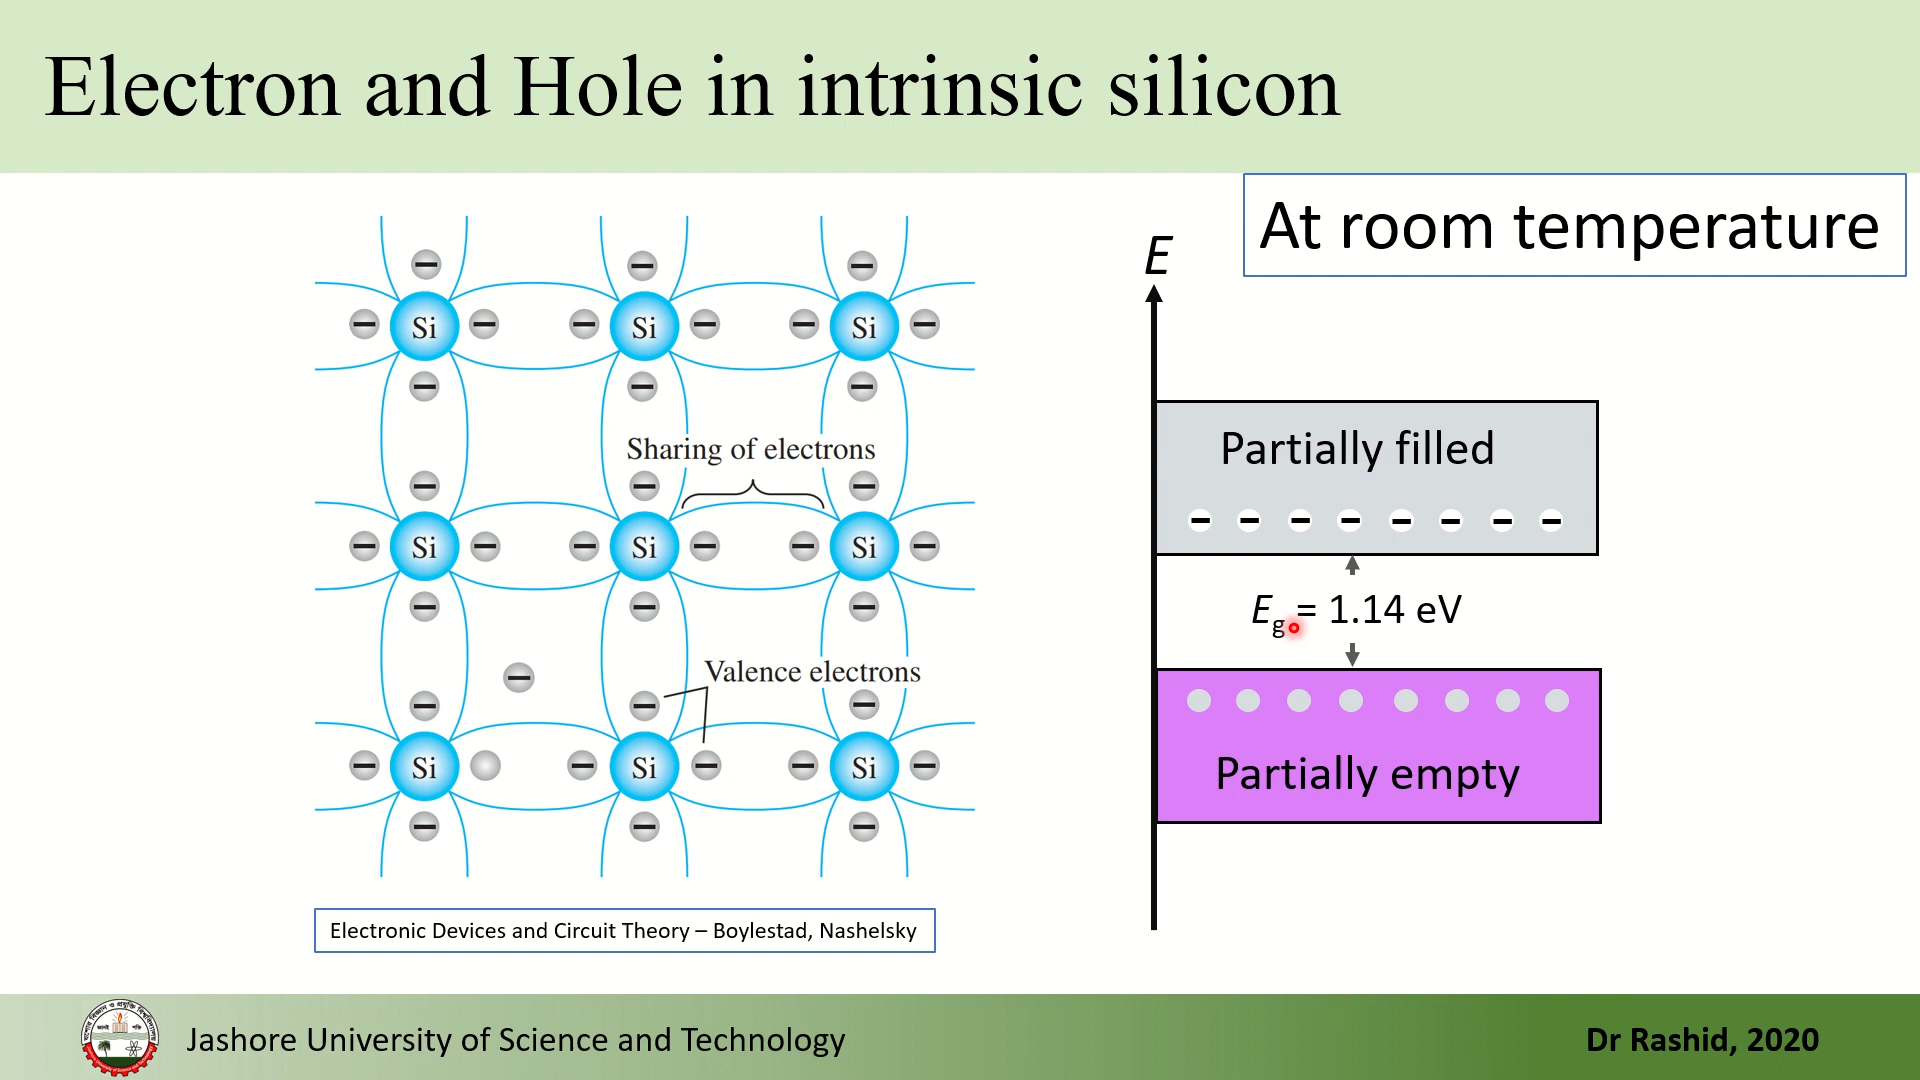 Electron and Hole in intrinsic silicon
At room temperature
E
Si Si Si
Sharing of electrons
Si Si Si
Valence electrons
Si Si Si
Partially filled
Eg = 1.14 eV
Partially empty
Electronic Devices and Circuit Theory – Boylestad, Nashelsky
Jashore University of Science and Technology
Dr Rashid, 2020